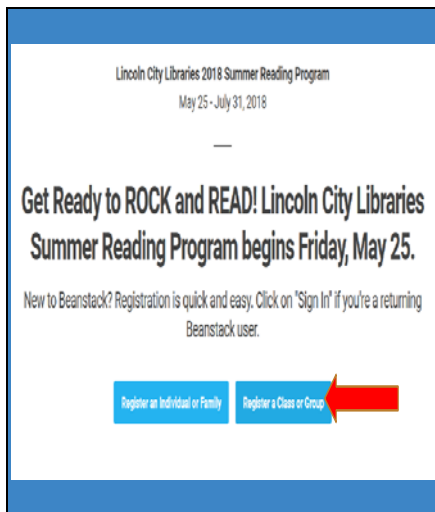 Lincoln City Libraries 2018 Summer Reading Program
May 25 - July 31, 2018
Get Ready to ROCK and READ! Lincoln City Libraries
Summer Reading Program begins Friday, May 25.
New to Beanstack? Registration is quick and easy. Click on "Sign In" if you're a returning
Beanstack user.
Register an Individual or Family
Register a Class or Group